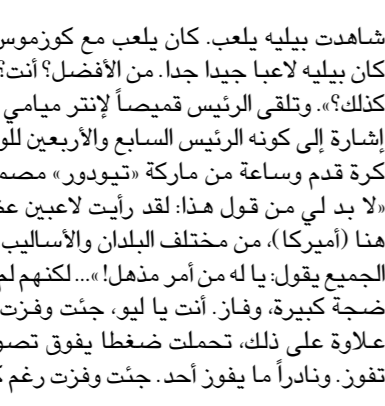 شاهدت بيليه يلعب. كان يلعب مع كوزموس
كان بيليه لاعبا جيدا جدا. من الأفضل؟ أنت؟
كذلك؟». وتلقى الرئيس قميصاً لإنتر ميامي
إشارة إلى كونه الرئيس السابع والأربعين للو
كرة قدم وساعة من ماركة «تيودور» مصم
«لا بد لي من قول هذا: لقد رأيت لاعبين عظ
هنا (أميركا)، من مختلف البلدان والأساليب
الجميع يقول: يا له من أمر مذهل!»... لكنهم لم
ضجة كبيرة، وفاز. أنت يا ليو، جئت وفزت
علاوة على ذلك، تحملت ضغطا يفوق تصو
تفوز. ونادراً ما يفوز أحد. جئت وفزت رغم ك